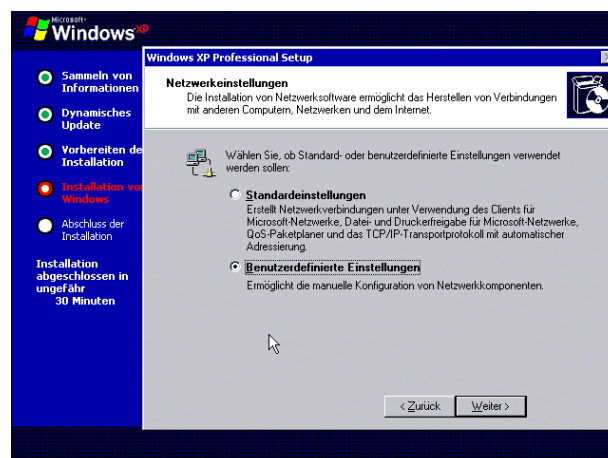 Microsoft
Windows xp
Windows XP Professional Setup
Sammeln von
Informationen
Dynamisches
Update
Vorbereiten de
Installation
Installation vo
Windows
Abschluss der
Installation
Installation
abgeschlossen in
ungefähr
30 Minuten
Netzwerkeinstellungen
Die Installation von Netzwerksoftware ermöglicht das Herstellen von Verbindungen
mit anderen Computern, Netzwerken und dem Internet.
Wählen Sie, ob Standard- oder benutzerdefinierte Einstellungen verwendet
werden sollen:
Standardeinstellungen
Erstellt Netzwerkverbindungen unter Verwendung des Clients für
Microsoft-Netzwerke, Datei- und Druckerfreigabe für Microsoft-Netzwerke,
QoS-Paketplaner und das TCP/IP-Transportprotokoll mit automatischer
Adressierung.
Benutzerdefinierte Einstellungen
Ermöglicht die manuelle Konfiguration von Netzwerkkomponenten.
< Zurück Weiter >